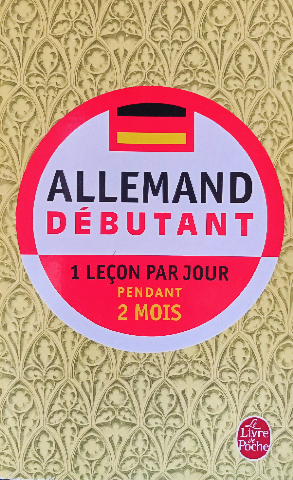 ALLEMAND
DÉBUTANT
1 LEÇON PAR JOUR
PENDANT
2 MOIS
Le
Livre
de
Poche